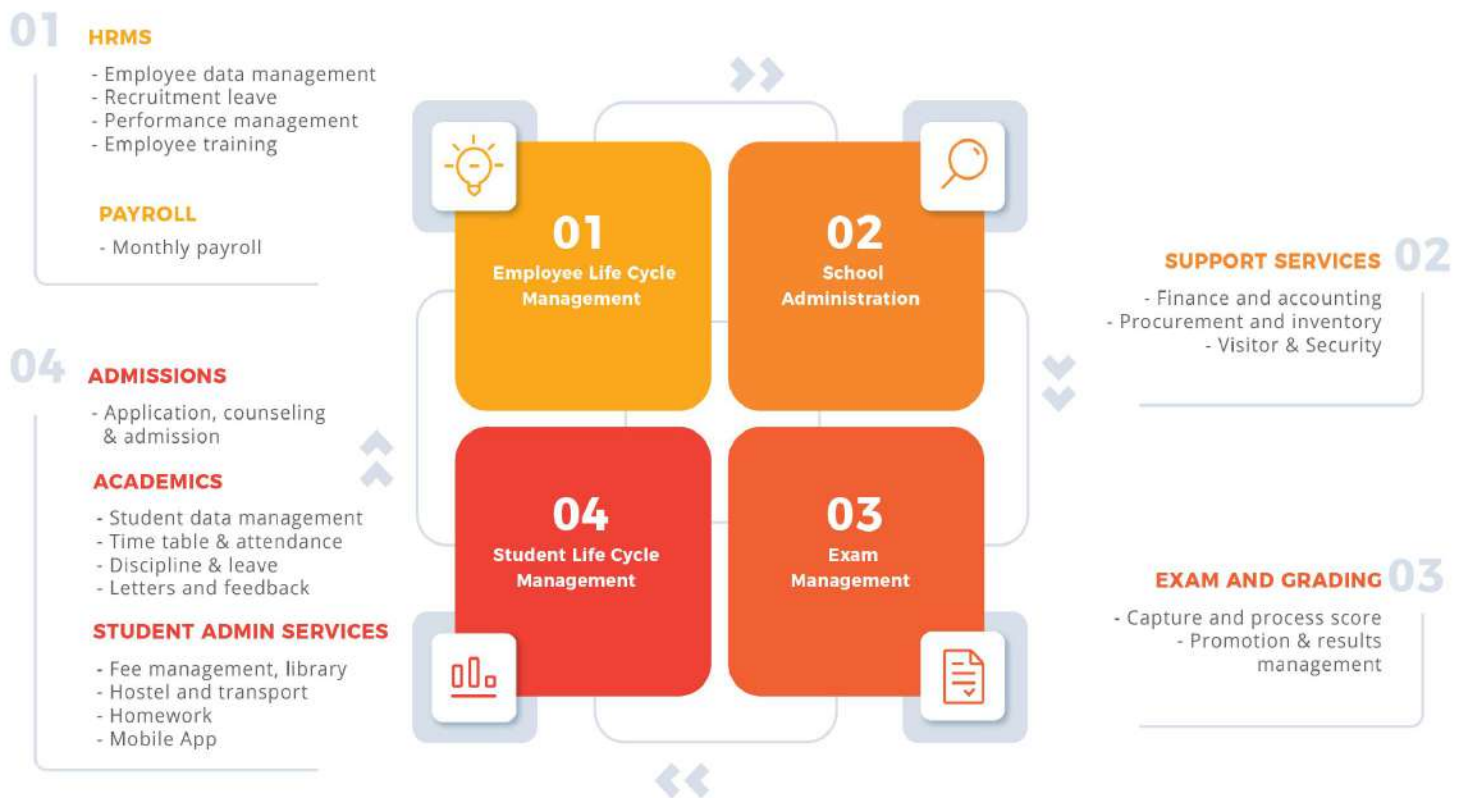 01
HRMS
- Employee data management
- Recruitment leave
- Performance management
- Employee training
PAYROLL
- Monthly payroll
01
Employee Life Cycle
Management
02
School
Administration
SUPPORT SERVICES 02
- Finance and accounting
- Procurement and inventory
- Visitor & Security
04
ADMISSIONS
- Application, counseling
& admission
ACADEMICS
- Student data management
- Time table & attendance
- Discipline & leave
- Letters and feedback
STUDENT ADMIN SERVICES
- Fee management, library
- Hostel and transport
- Homework
- Mobile App
04
Student Life Cycle
Management
03
Exam
Management
EXAM AND GRADING 03
- Capture and process score
- Promotion & results
management